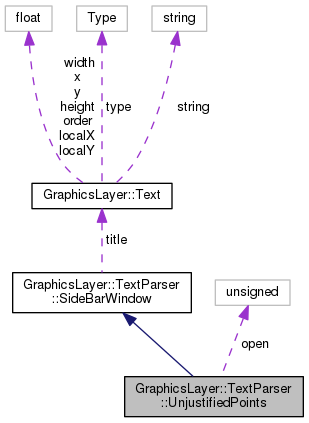 float
Type
string
width
x
y
height
order
localX
localY
type
string
GraphicsLayer::Text
title
GraphicsLayer::TextParser
::SideBarWindow
unsigned
open
GraphicsLayer::TextParser
::UnjustifiedPoints